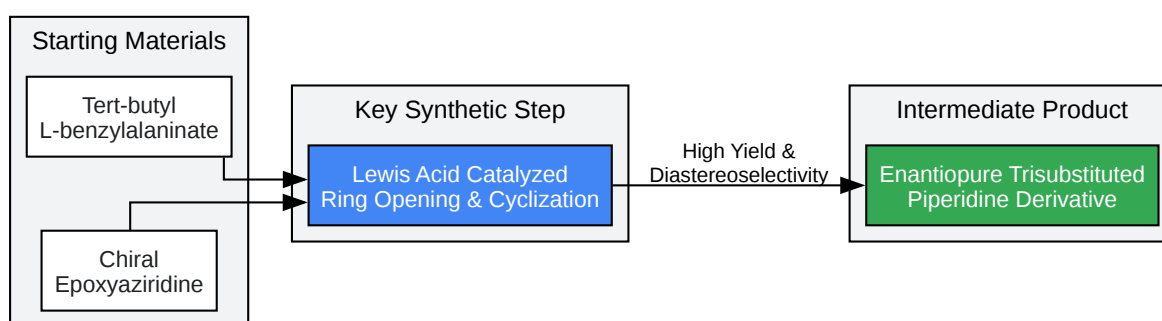 Starting Materials
Tert-butyl
L-benzylalaninate
Chiral
Epoxyaziridine
Key Synthetic Step
Lewis Acid Catalyzed
Ring Opening & Cyclization
High Yield &
Diastereoselectivity
Intermediate Product
Enantiopure Trisubstituted
Piperidine Derivative